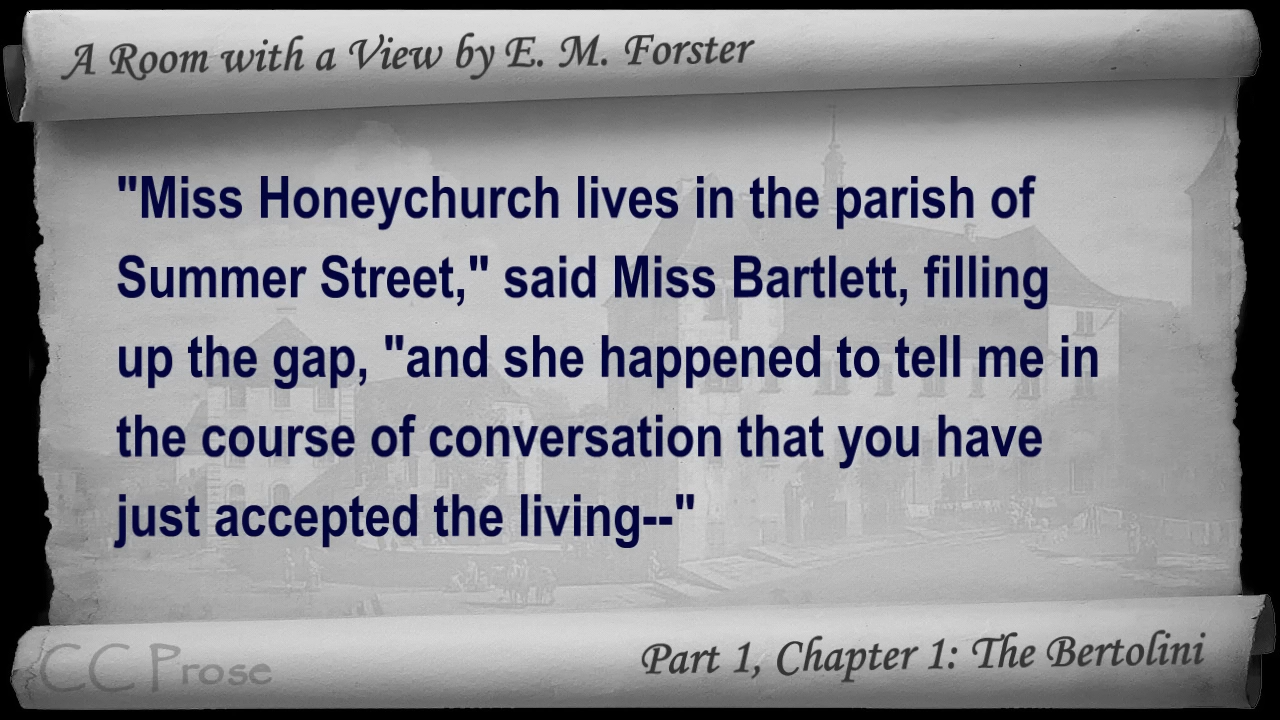 A Room with a View by E. M. Forster
"Miss Honeychurch lives in the parish of
Summer Street," said Miss Bartlett, filling
up the gap, "and she happened to tell me in
the course of conversation that you have
just accepted the living--"
CC Prose
Part 1, Chapter 1: The Bertolini